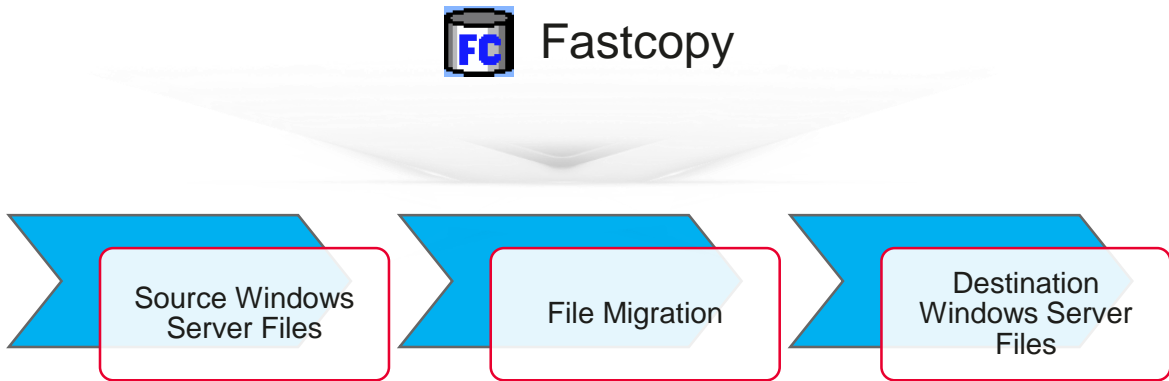 FC
Fastcopy
Source Windows
Server Files
File Migration
Destination
Windows Server
Files